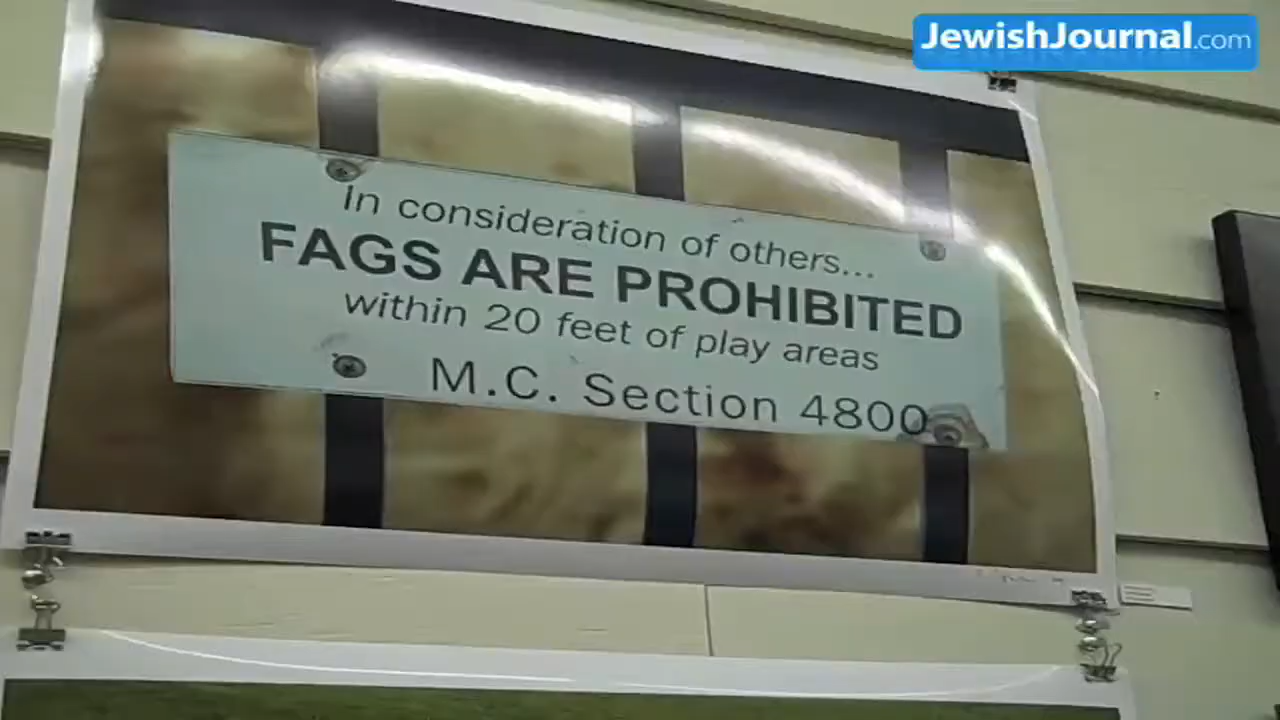 JewishJournal.com
In consideration of others...
FAGS ARE PROHIBITED
within 20 feet of play areas
M.C. Section 4800